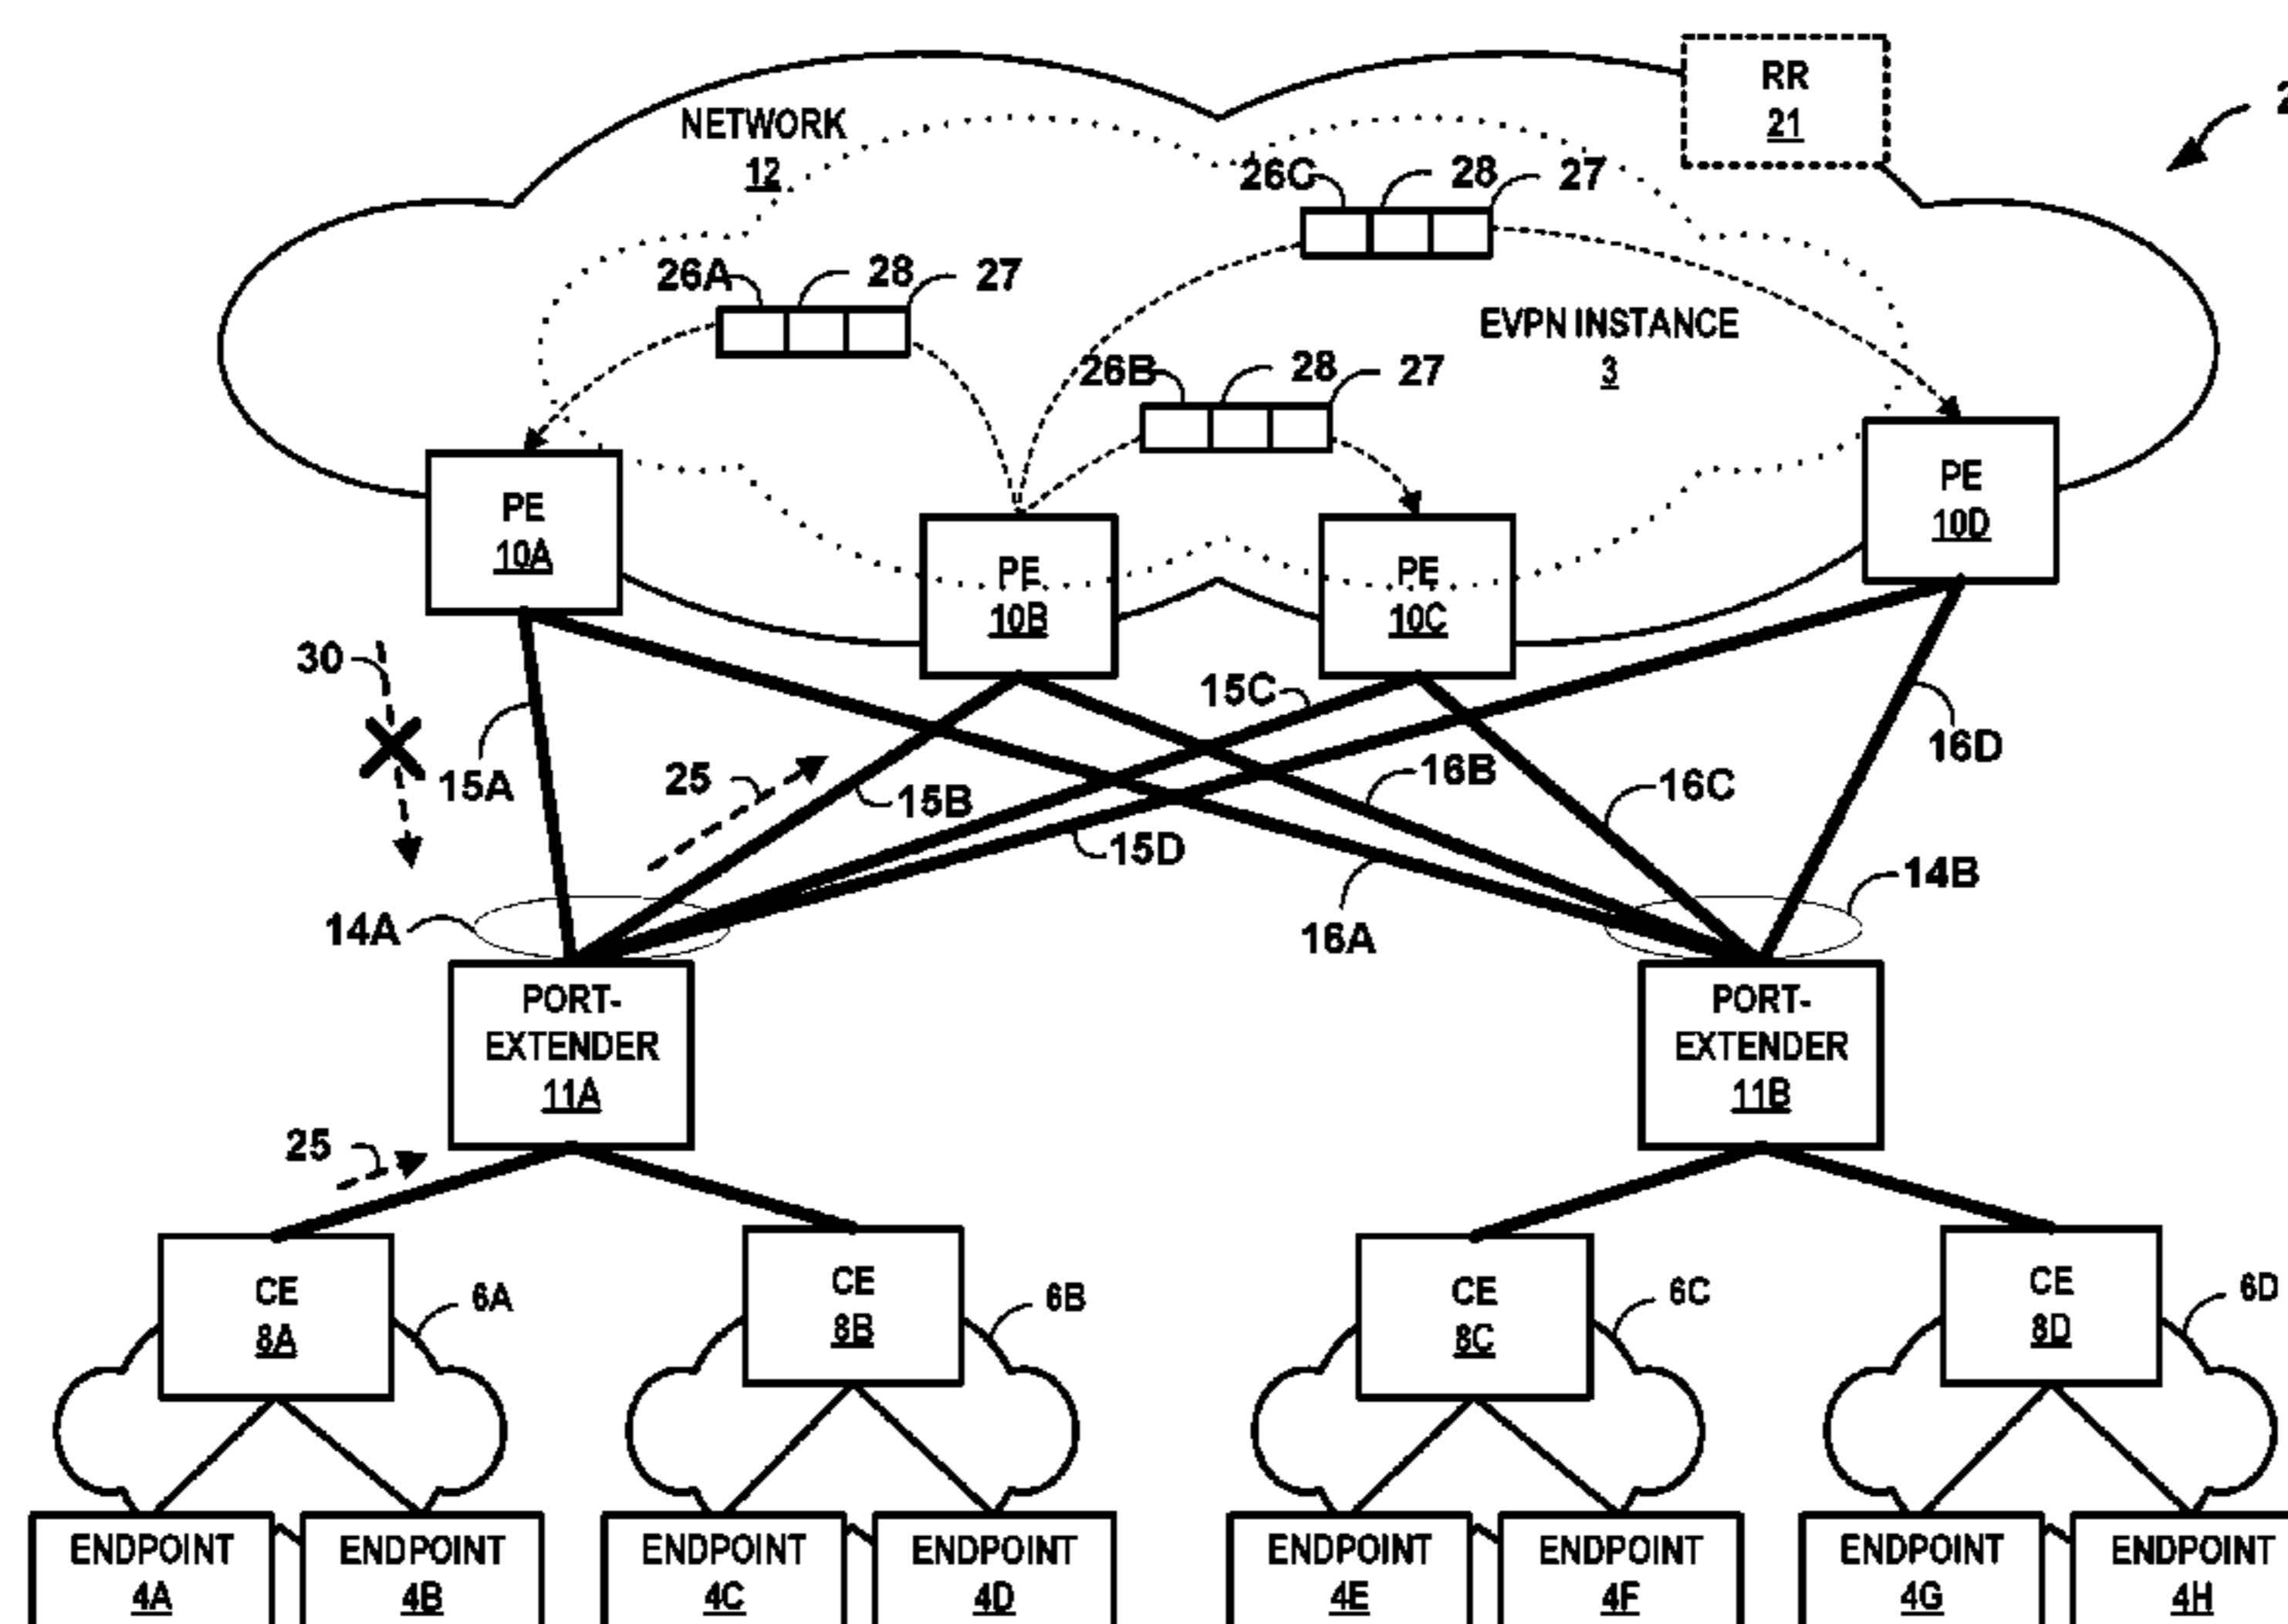 RR
21
2
NETWORK
12
26C
28
27
26A
28
27
EVPN INSTANCE
3
26B
28
27
PE
10A
PE
10B
PE
10C
PE
10D
30
15A
25
15B
15C
15D
16B
16C
16D
16A
14A
14B
PORT-
EXTENDER
11A
PORT-
EXTENDER
11B
25
CE
8A
6A
CE
8B
6B
CE
8C
6C
CE
8D
6D
ENDPOINT
4A
ENDPOINT
4B
ENDPOINT
4C
ENDPOINT
4D
ENDPOINT
4E
ENDPOINT
4F
ENDPOINT
4G
ENDPOINT
4H